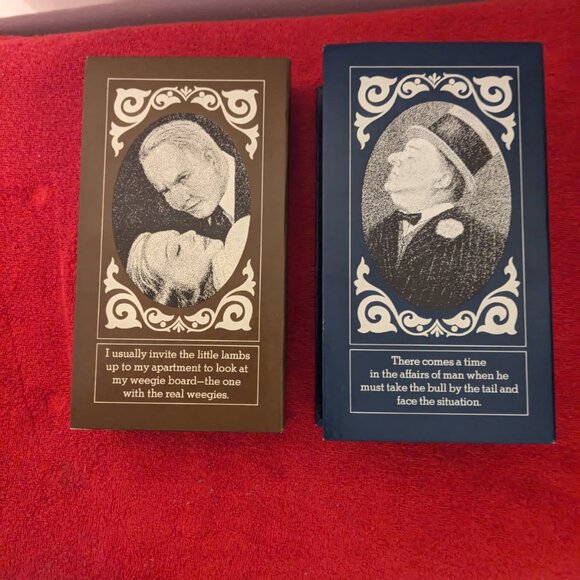 I usually invite the little lambs
up to my apartment to look at
my weegie board—the one
with the real weegies.
There comes a time
in the affairs of man when he
must take the bull by the tail and
face the situation.